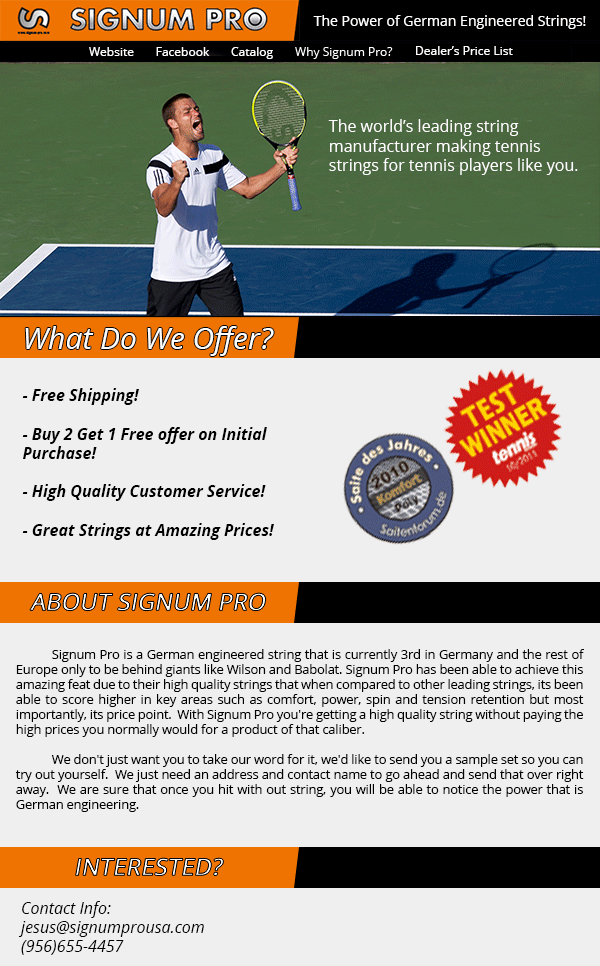 SIGNUM PRO
The Power of German Engineered Strings!
Website Facebook Catalog Why Signum Pro? Dealer's Price List
The world's leading string
manufacturer making tennis
strings for tennis players like you.
What Do We Offer?
- Free Shipping!
- Buy 2 Get 1 Free offer on Initial
Purchase!
- High Quality Customer Service!
- Great Strings at Amazing Prices!
TEST
WINNER
tennis
10/2011
Saite des Jahres
2010
Komfort
Poly
Saitenforum.de
ABOUT SIGNUM PRO
Signum Pro is a German engineered string that is currently 3rd in Germany and the rest of
Europe only to be behind giants like Wilson and Babolat. Signum Pro has been able to achieve this
amazing feat due to their high quality strings that when compared to other leading strings, its been
able to score higher in key areas such as comfort, power, spin and tension retention but most
importantly, its price point. With Signum Pro you're getting a high quality string without paying the
high prices you normally would for a product of that caliber.
We don't just want you to take our word for it, we'd like to send you a sample set so you can
try out yourself. We just need an address and contact name to go ahead and send that over right
away. We are sure that once you hit with out string, you will be able to notice the power that is
German engineering.
INTERESTED?
Contact Info:
jesus@signumprousa.com
(956)655-4457